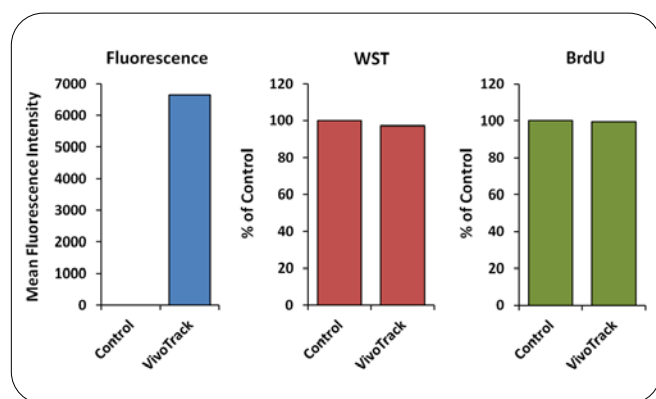 Fluorescence
Mean Fluorescence Intensity
7000
6000
5000
4000
3000
2000
1000
0
Control
VivoTrack
WST
% of Control
120
100
80
60
40
20
0
Control
VivoTrack
BrdU
% of Control
120
100
80
60
40
20
0
Control
VivoTrack